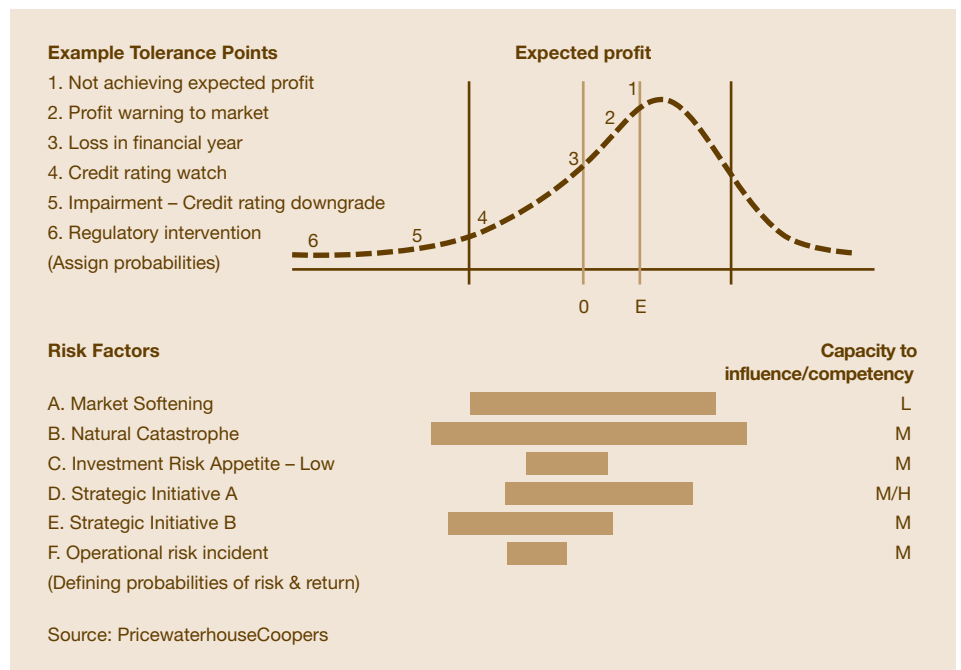 Example Tolerance Points
1. Not achieving expected profit
2. Profit warning to market
3. Loss in financial year
4. Credit rating watch
5. Impairment – Credit rating downgrade
6. Regulatory intervention
(Assign probabilities)
Expected profit
1
2
3
4
5
6
0
E
Risk Factors
Capacity to
influence/competency
A. Market Softening
L
B. Natural Catastrophe
M
C. Investment Risk Appetite – Low
M
D. Strategic Initiative A
M/H
E. Strategic Initiative B
M
F. Operational risk incident
M
(Defining probabilities of risk & return)
Source: PricewaterhouseCoopers